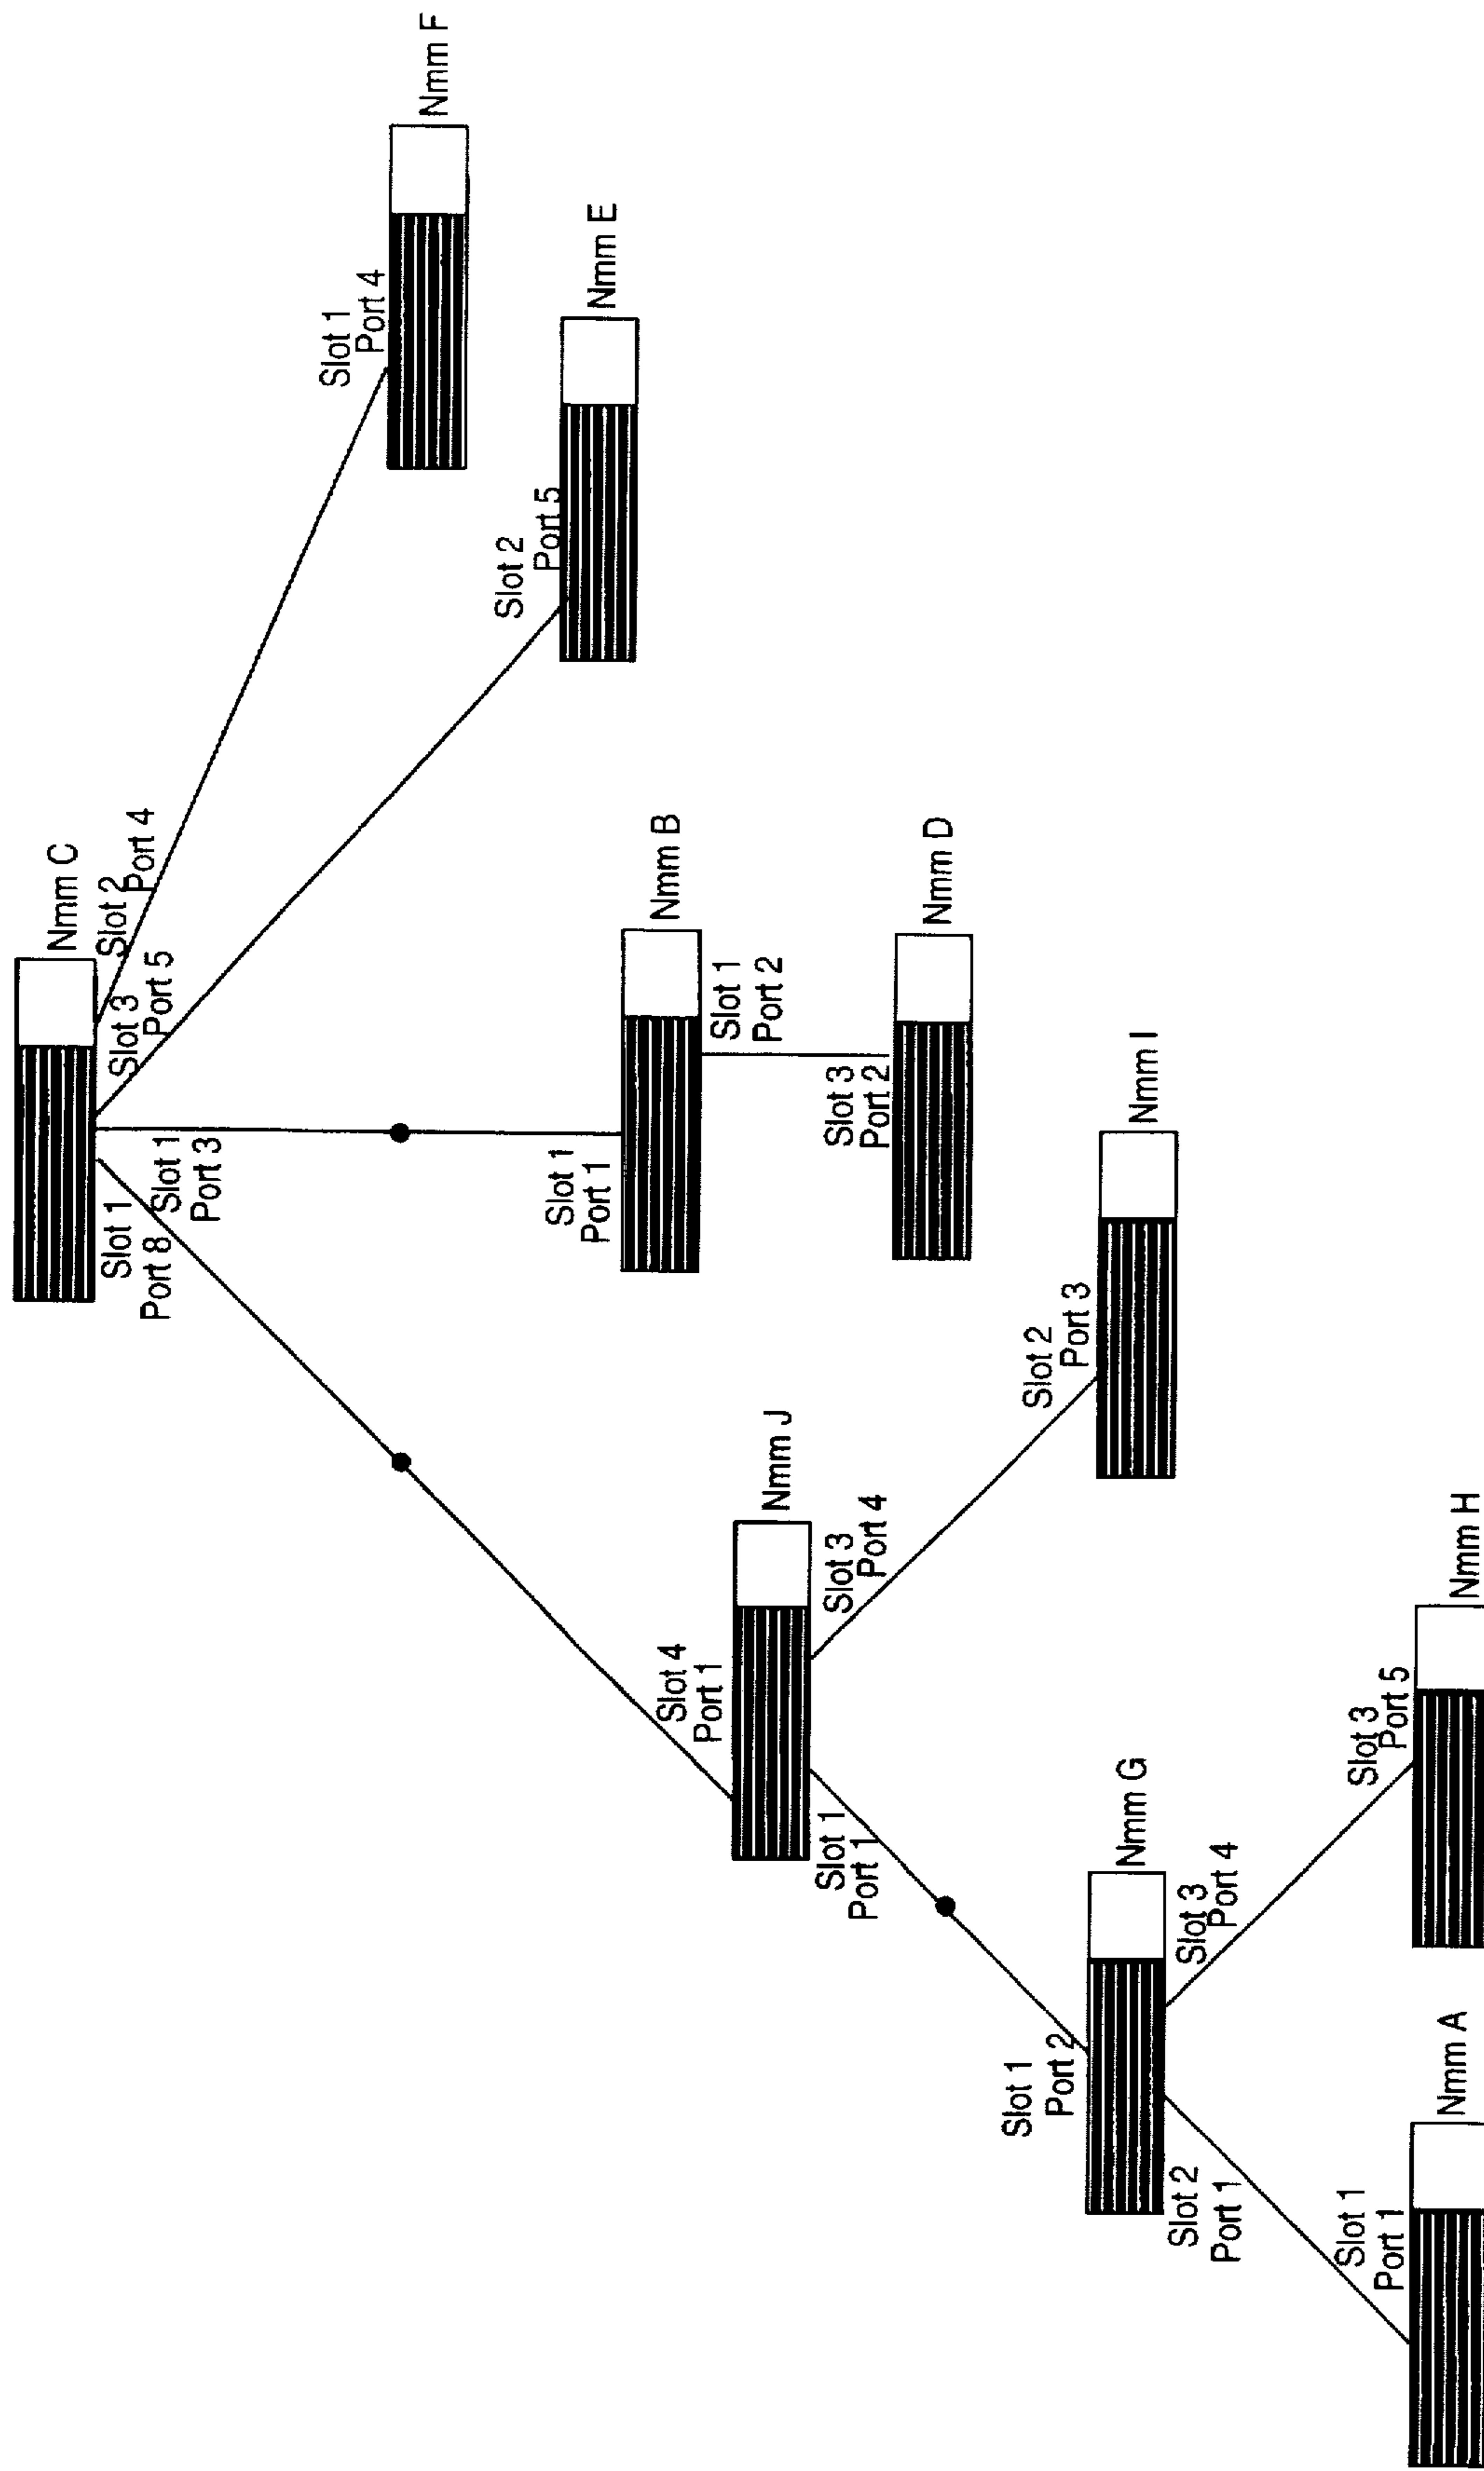 Nmm C
Slot 1
Port 8
Slot 1
Port 3
Slot 3
Port 5
Slot 2
Port 4
Slot 1
Port 4
Nmm F
Slot 2
Port 5
Nmm E
Slot 1
Port 1
Nmm B
Slot 1
Port 2
Slot 4
Port 1
Nmm J
Slot 1
Port 1
Slot 3
Port 4
Slot 3
Port 2
Nmm D
Slot 2
Port 3
Nmm I
Slot 1
Port 2
Nmm G
Slot 2
Port 1
Slot 3
Port 4
Slot 1
Port 1
Nmm A
Slot 3
Port 5
Nmm H